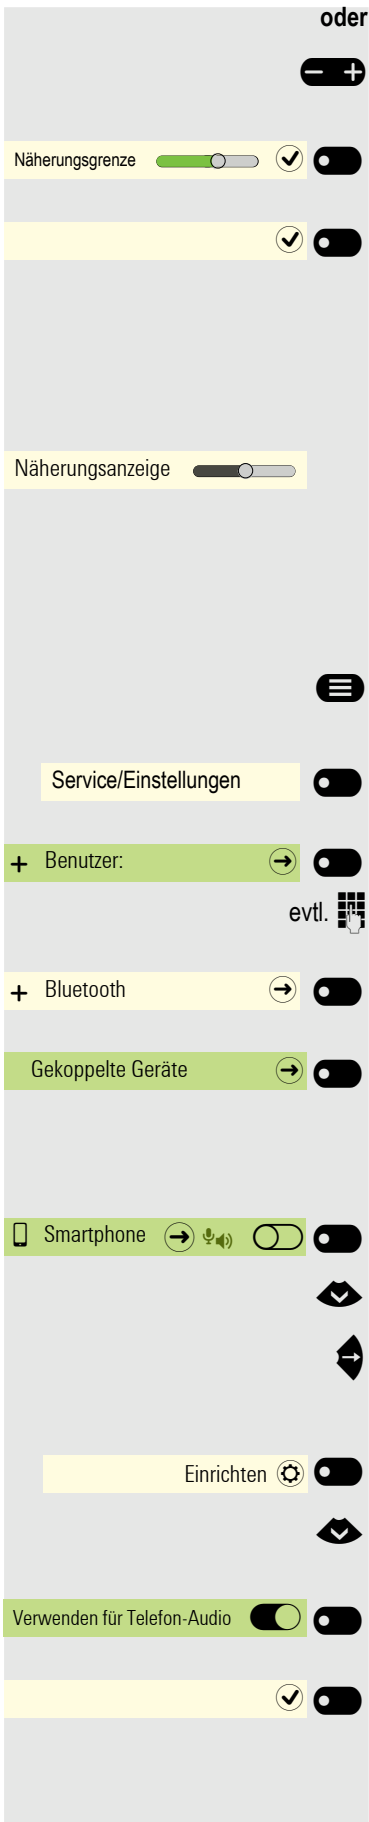 oder
Näherungsgrenze
Näherungsanzeige
Service/Einstellungen
+ Benutzer:
evtl.
+ Bluetooth
Gekoppelte Geräte
Smartphone
Einrichten
Verwenden für Telefon-Audio